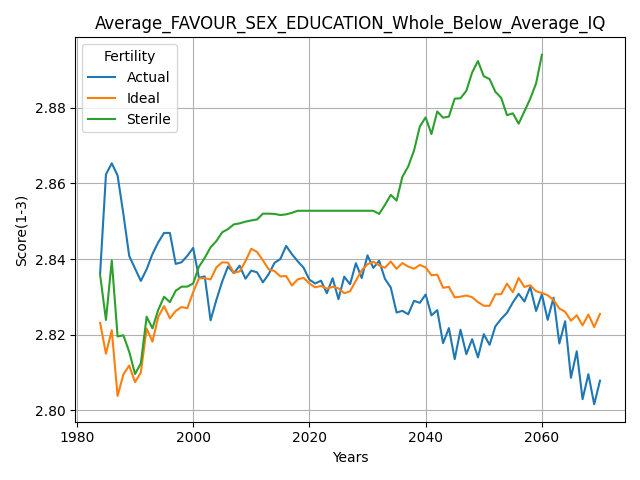 Average_FAVOUR_SEX_EDUCATION_Whole_Below_Average_IQ
Fertility
Actual
Ideal
Sterile
Score(1-3)
2.88
2.86
2.84
2.82
2.80
1980
2000
2020
2040
2060
Years